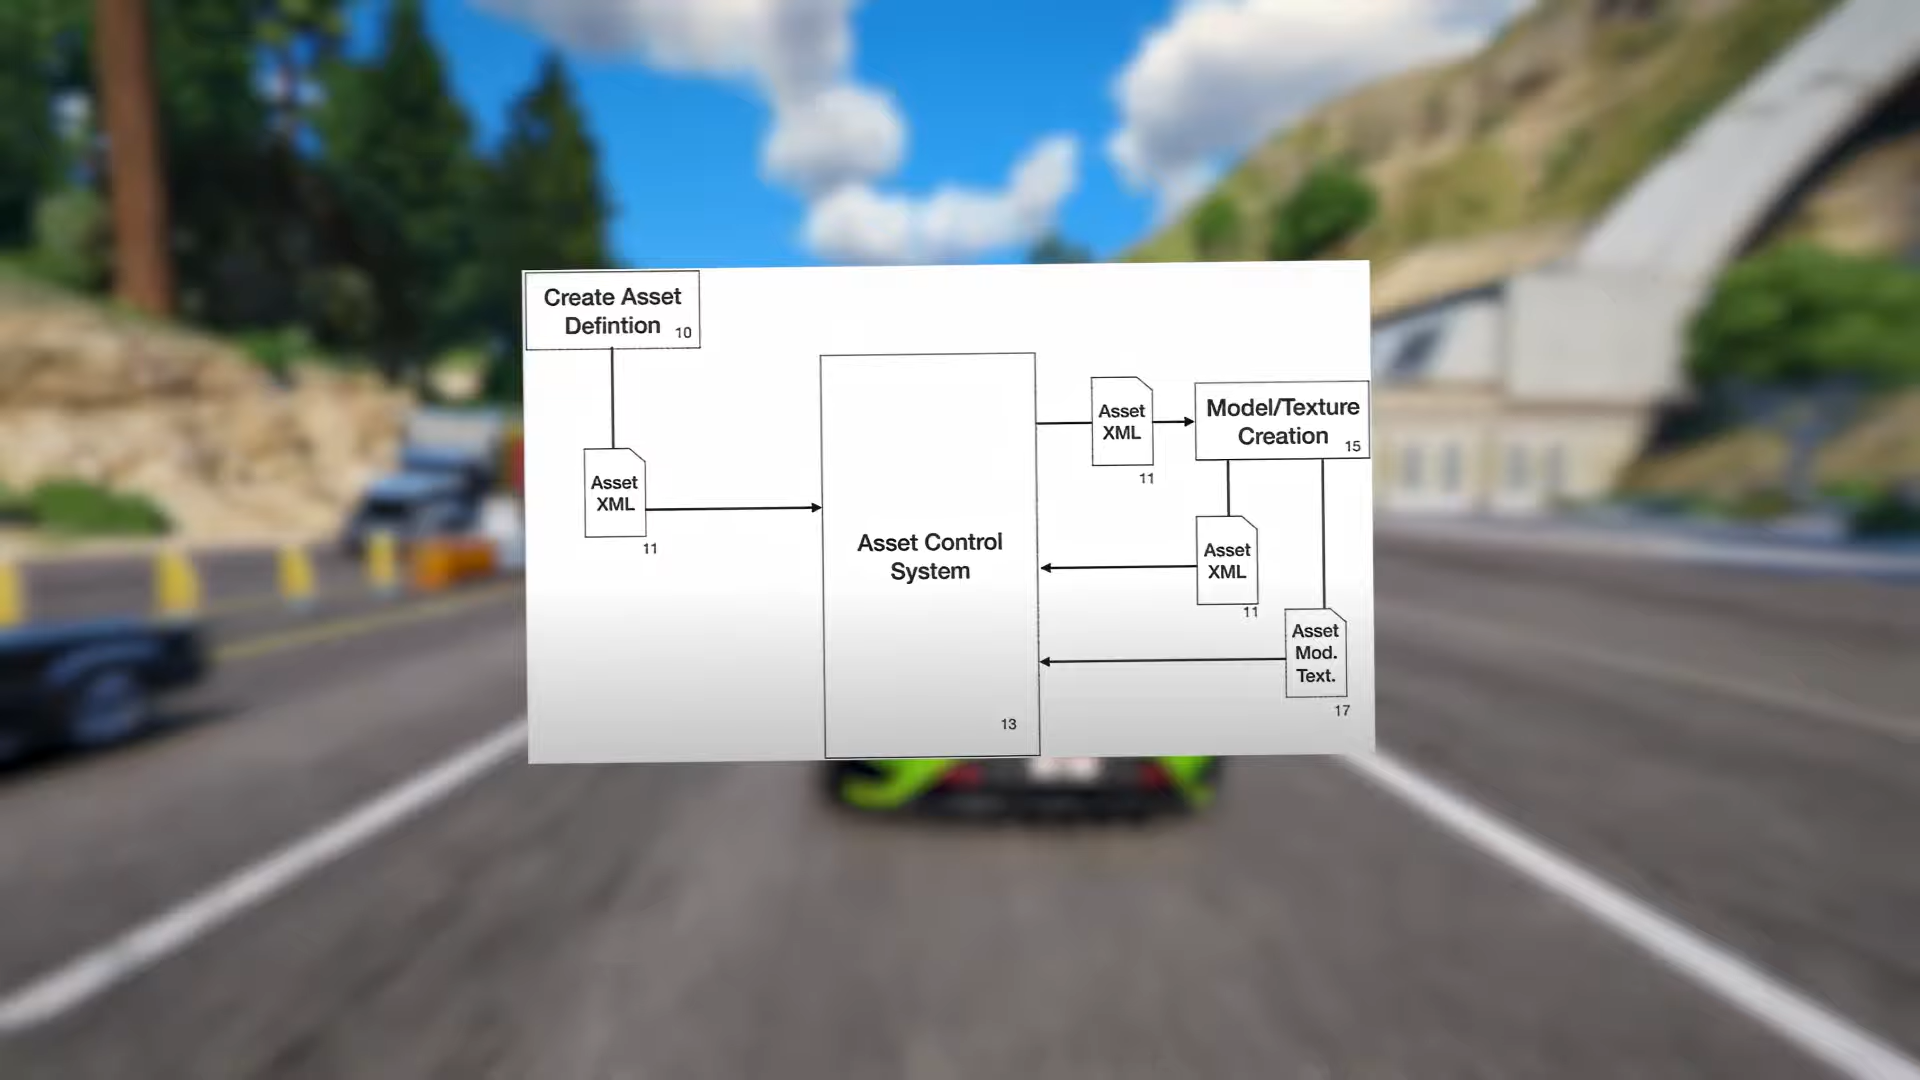 Create Asset
Defintion 10
Asset
XML
11
Asset Control
System
13
Asset
XML
11
Model/Texture
Creation 15
Asset
XML
11
Asset
Mod.
Text.
17